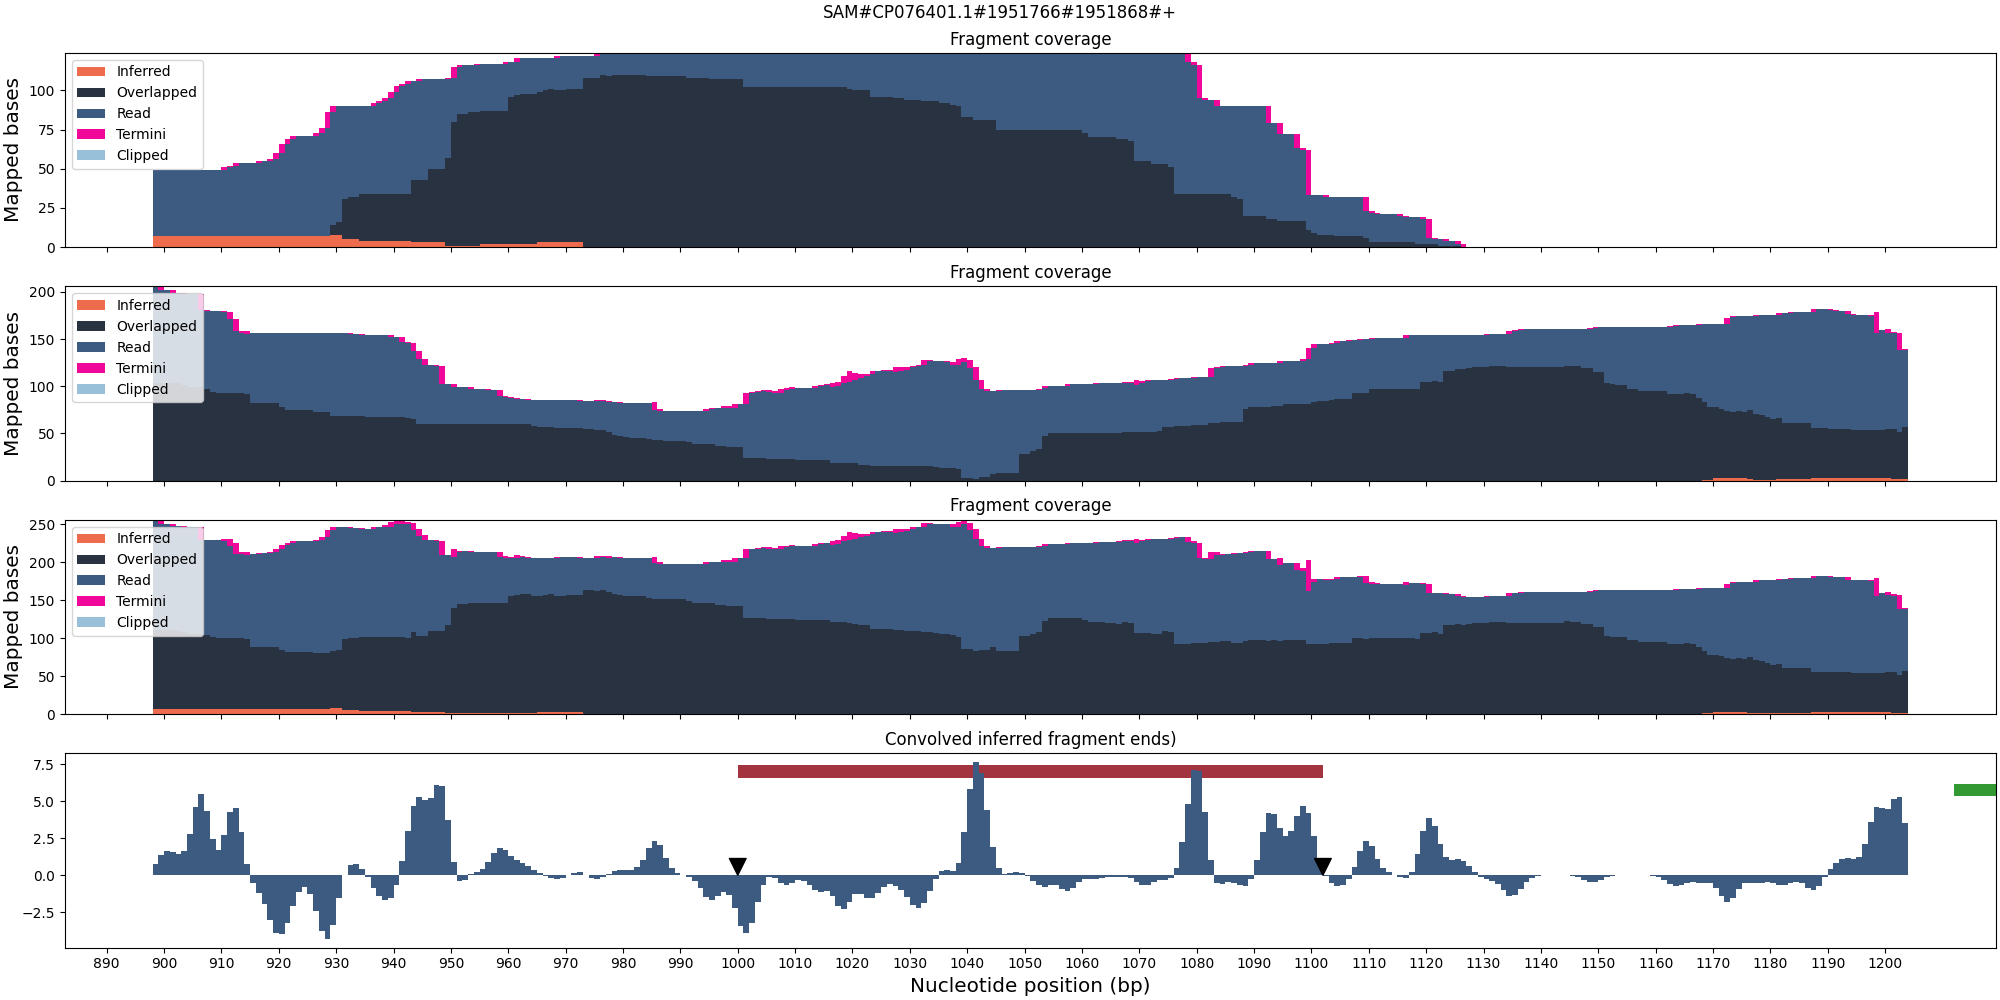 SAM#CP076401.1#1951766#1951868#+
Fragment coverage
Mapped bases
100
75
50
25
0
Inferred
Overlapped
Read
Termini
Clipped
Fragment coverage
Mapped bases
200
150
100
50
0
Inferred
Overlapped
Read
Termini
Clipped
Fragment coverage
Mapped bases
250
200
150
100
50
0
Inferred
Overlapped
Read
Termini
Clipped
Convolved inferred fragment ends)
7.5
5.0
2.5
0.0
−2.5
890 900 910 920 930 940 950 960 970 980 990 1000 1010 1020 1030 1040 1050 1060 1070 1080 1090 1100 1110 1120 1130 1140 1150 1160 1170 1180 1190 1200
Nucleotide position (bp)